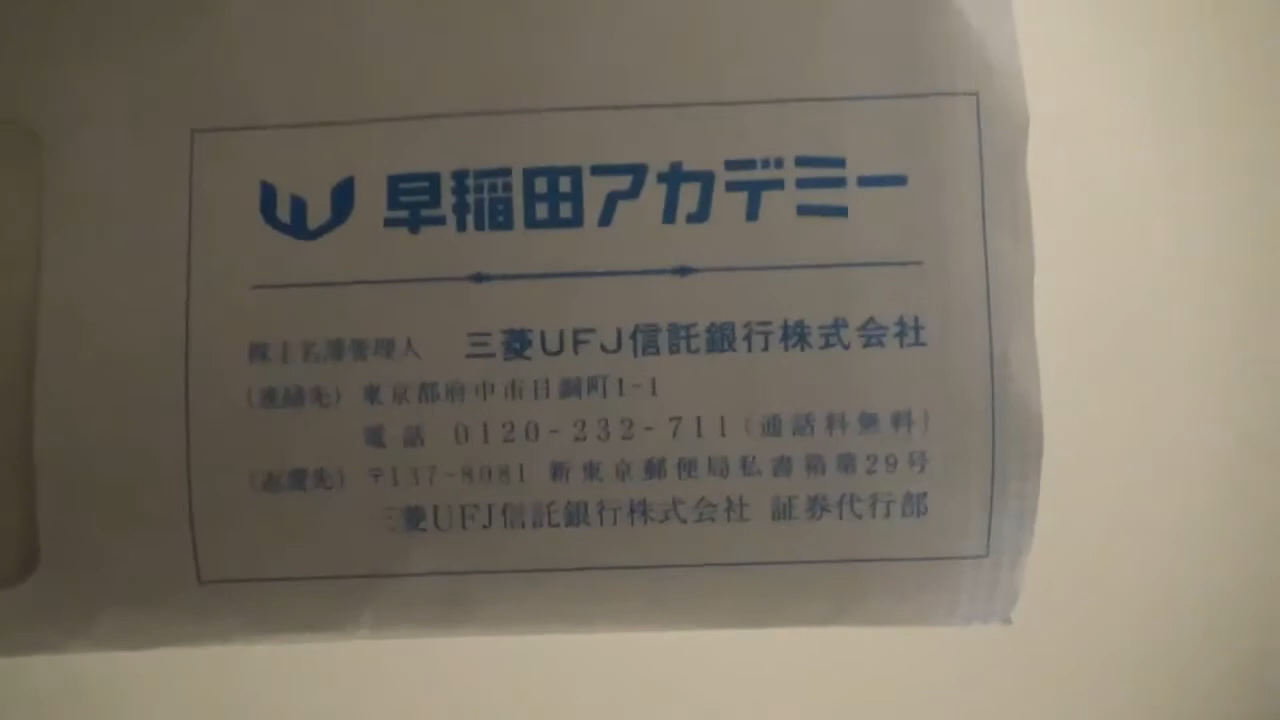 早稲田アカデミー
株主名簿管理人 三菱UFJ信託銀行株式会社
(連絡先) 東京都府中市日鋼町1-1
電話 0120-232-711(通話料無料)
(郵送先) 〒137-8081 新東京郵便局私書箱第29号
三菱UFJ信託銀行株式会社 証券代行部